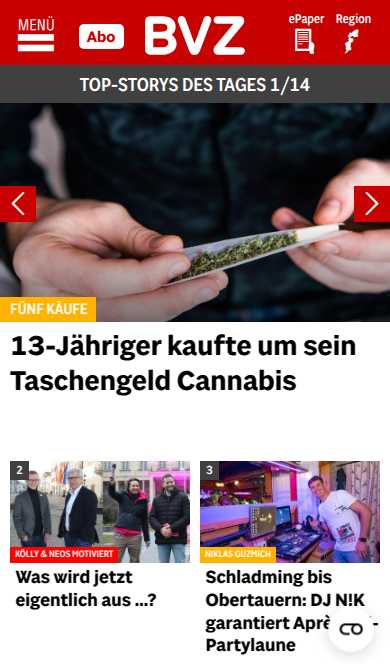 MENÜ
Abo
BVZ
ePaper
Region
TOP-STORYS DES TAGES 1/14
FÜNF KÄUFE
13-Jähriger kaufte um sein
Taschengeld Cannabis
2
KÖLLY & NEOS MOTIVIERT
Was wird jetzt
eigentlich aus ...?
3
NIKLAS GUZMICH
Schladming bis
Obertauern: DJ N!K
garantiert
Partylaune